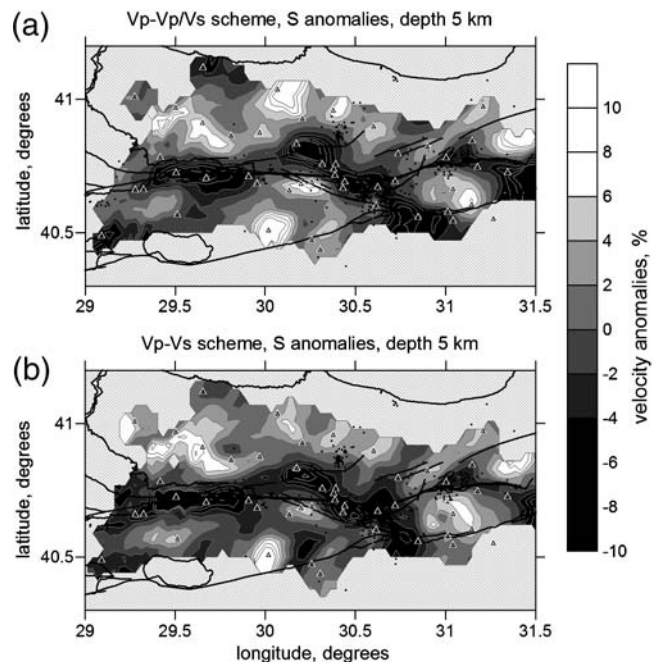 (a)
Vp-Vp/Vs scheme, S anomalies, depth 5 km
latitude, degrees
41
40.5
29 29.5 30 30.5 31 31.5
(b)
Vp-Vs scheme, S anomalies, depth 5 km
latitude, degrees
41
40.5
29 29.5 30 30.5 31 31.5
longitude, degrees
10
8
6
4
2
0
-2
-4
-6
-8
-10
velocity anomalies, %